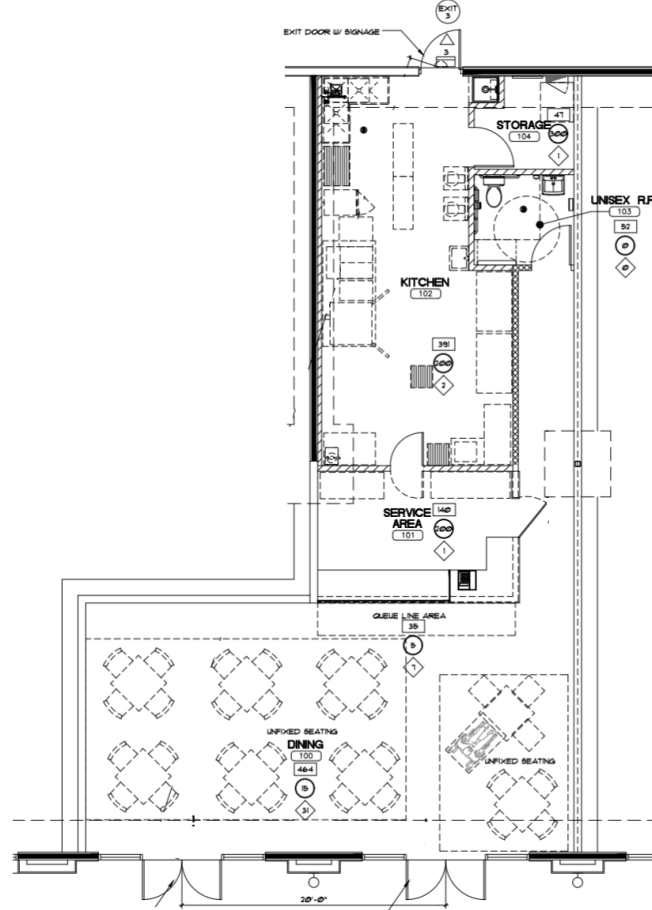 EXIT
3
EXIT DOOR W/ SIGNAGE
3
47
STORAGE
104
300
1
UNISEX R.R
103
52
0
0
KITCHEN
102
391
200
2
SERVICE
AREA
101
140
200
1
QUEUE LINE AREA
35
5
7
UNFIXED SEATING
DINING
100
464
15
31
UNFIXED SEATING
20'-0"